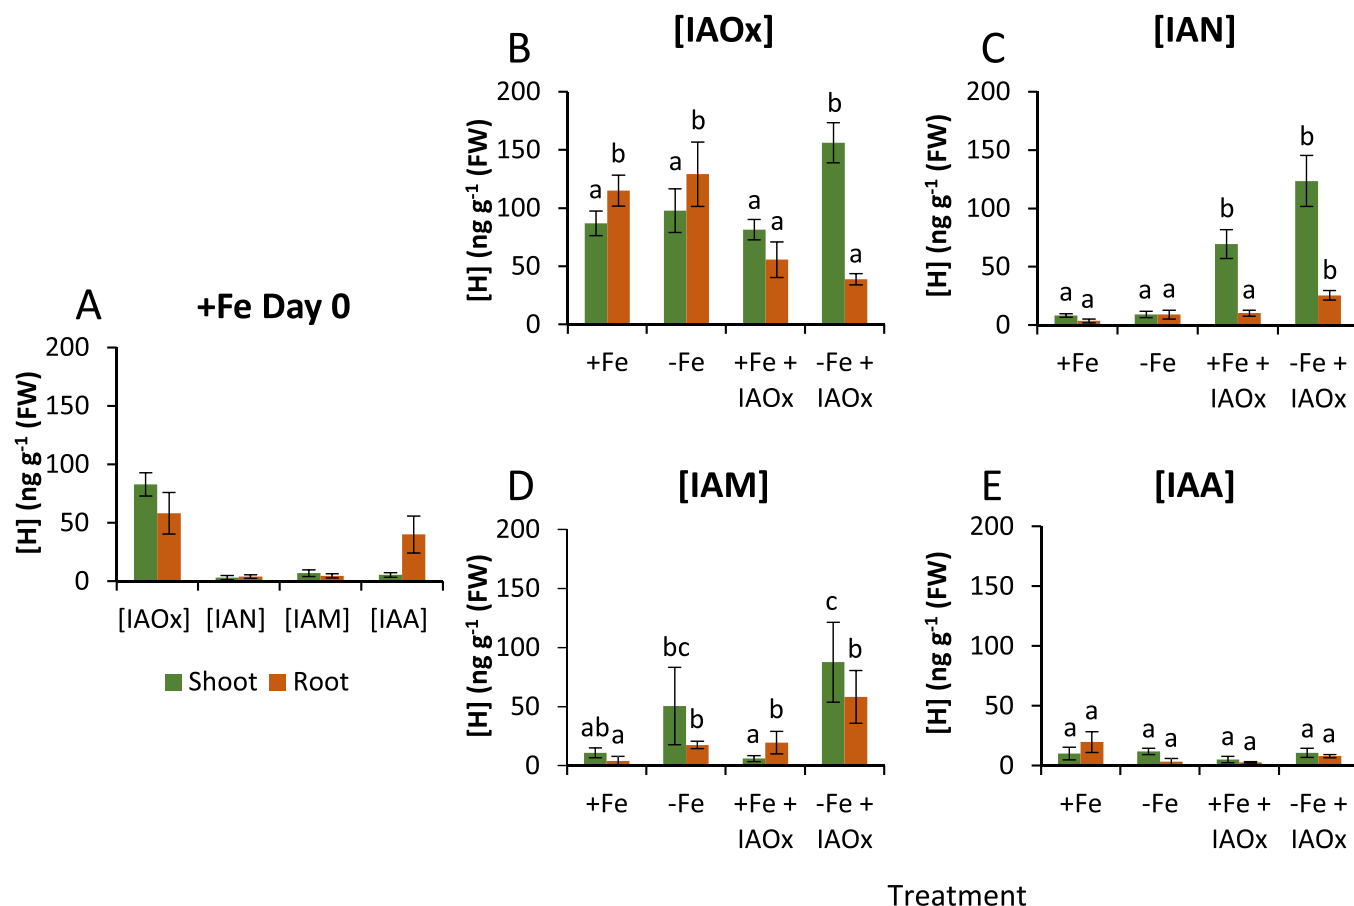 A
+Fe Day 0
[H] (ng g⁻¹ (FW)
200
150
100
50
0
[IAOx] [IAN] [IAM] [IAA]
Shoot Root
B
[IAOx]
[H] (ng g⁻¹ (FW)
200
150
100
50
0
a b a b a a b a
+Fe -Fe +Fe + -Fe +
IAOx IAOx
C
[IAN]
[H] (ng g⁻¹ (FW)
200
150
100
50
0
a a a a b a b b
+Fe -Fe +Fe + -Fe +
IAOx IAOx
D
[IAM]
[H] (ng g⁻¹ (FW)
200
150
100
50
0
ab a bc b a b c b
+Fe -Fe +Fe + -Fe +
IAOx IAOx
E
[IAA]
[H] (ng g⁻¹ (FW)
200
150
100
50
0
a a a a a a a a
+Fe -Fe +Fe + -Fe +
IAOx IAOx
Treatment